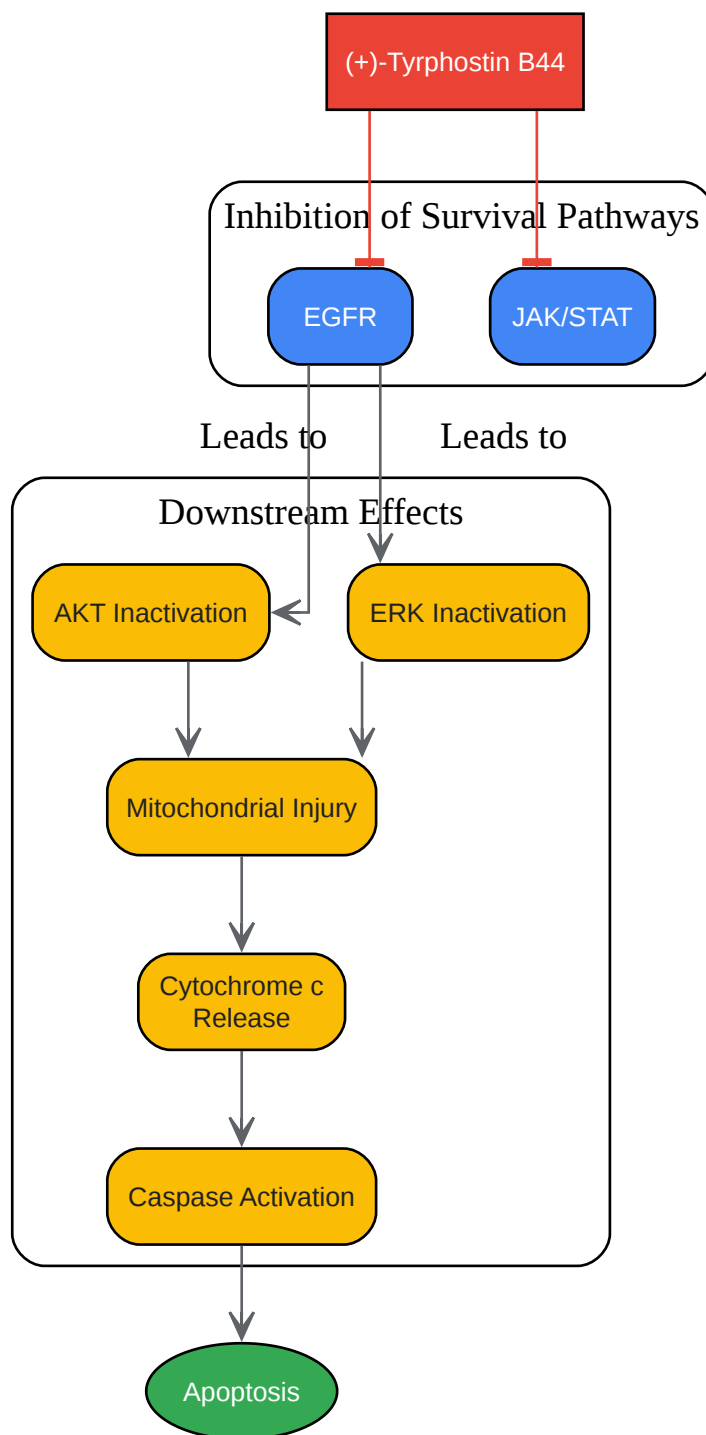 (+)-Tyrphostin B44
Inhibition of Survival Pathways
EGFR
JAK/STAT
Leads to
Leads to
Downstream Effects
AKT Inactivation
ERK Inactivation
Mitochondrial Injury
Cytochrome c
Release
Caspase Activation
Apoptosis